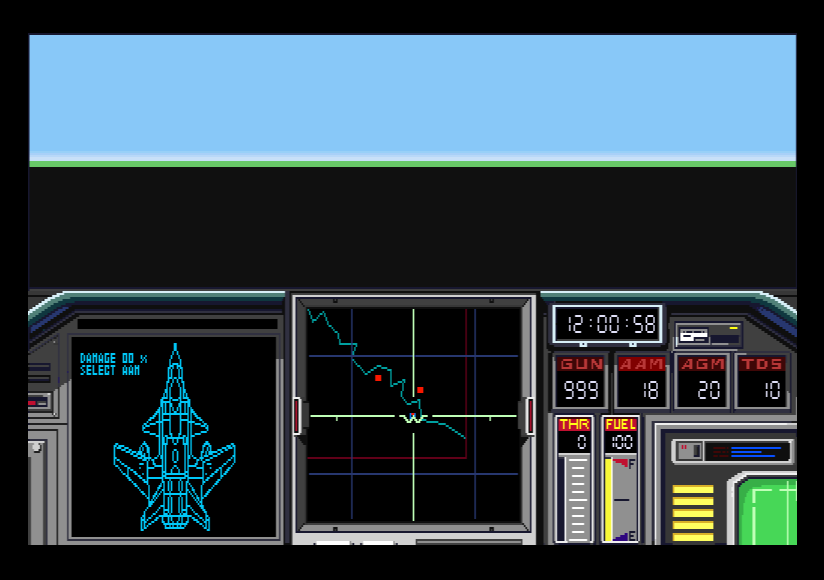 12:00:58
DAMAGE 00 %
SELECT AAM
GUN AAM AGM TDS
999 18 20 10
THR FUEL
0 100
F
E